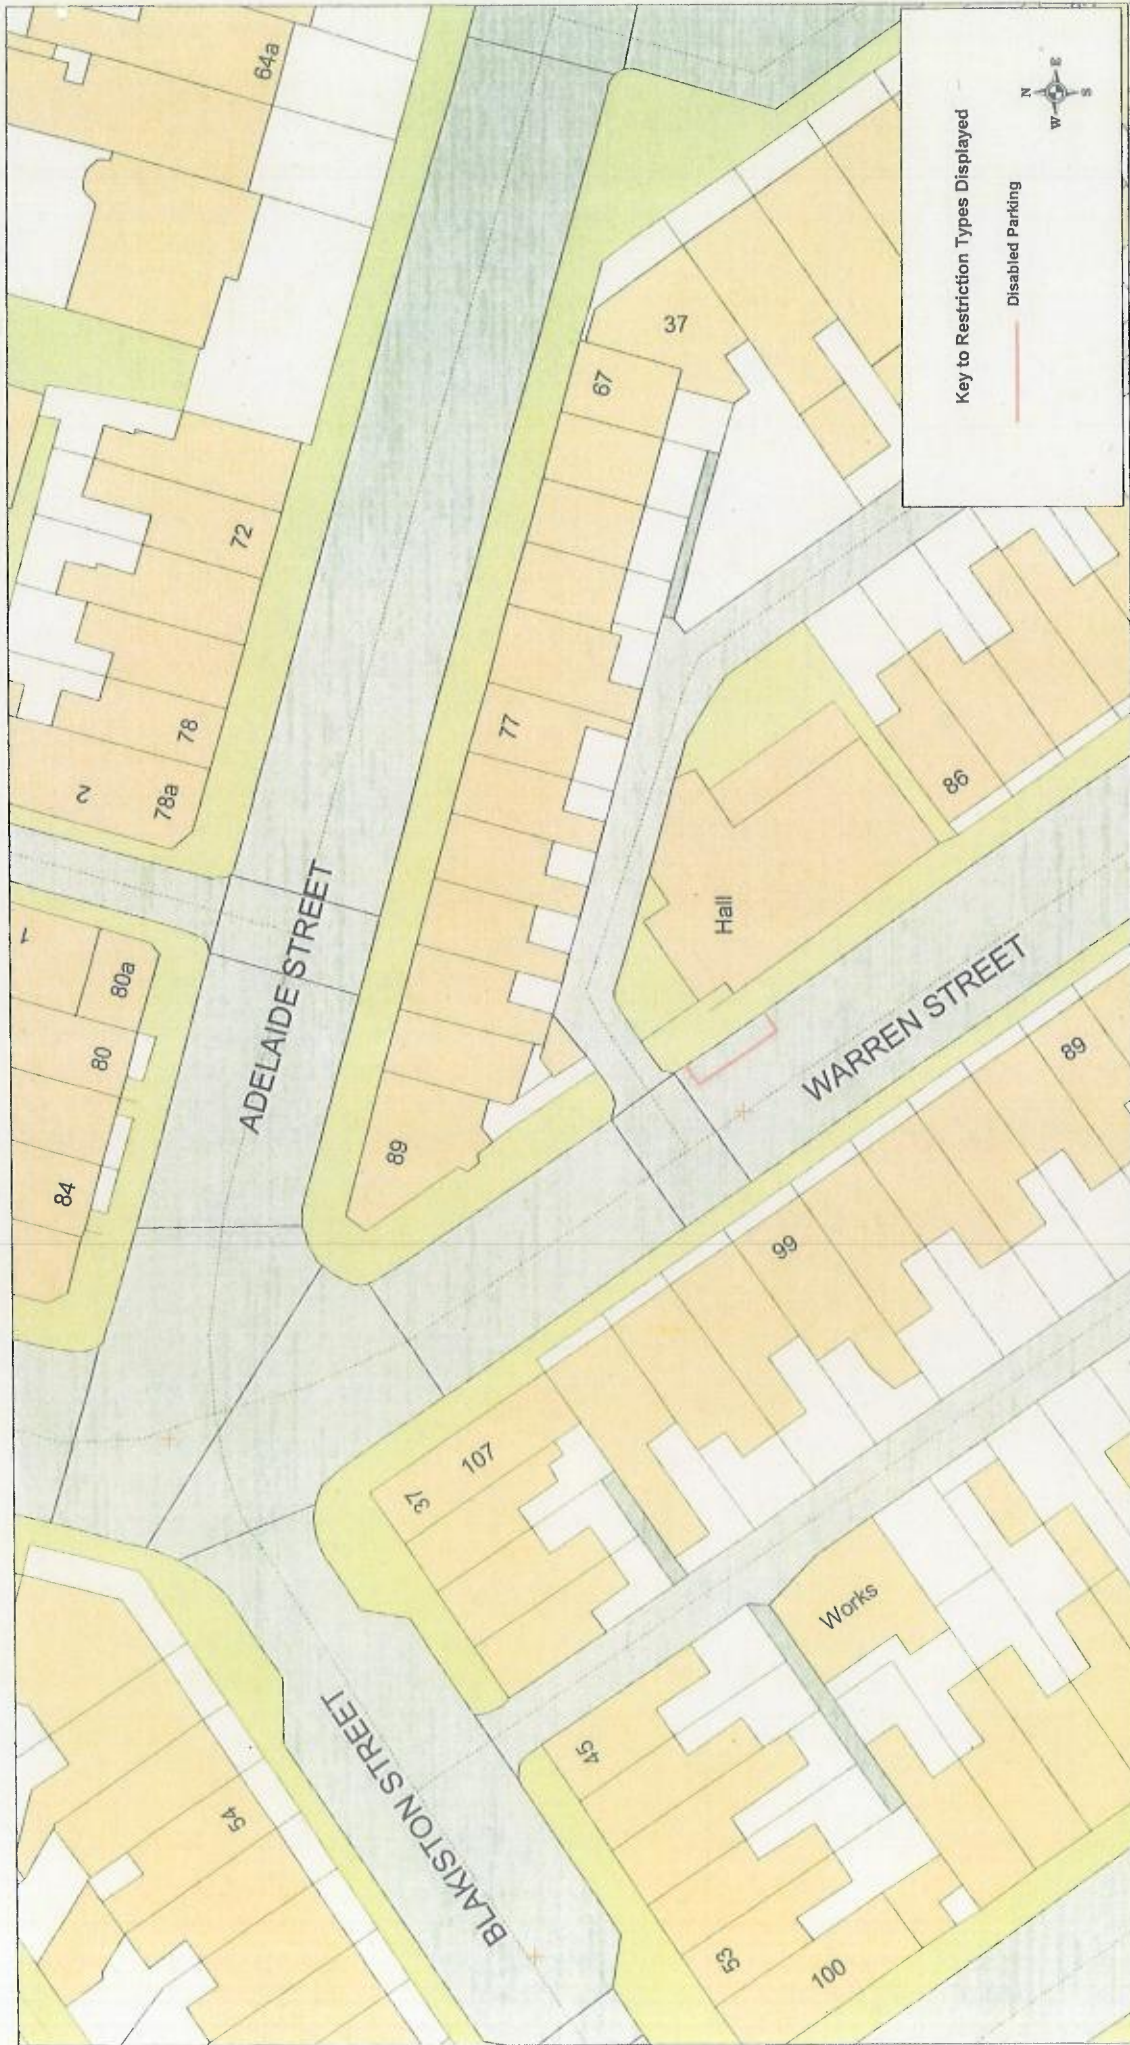 64a
72
78
2
78a
1
80a
80
84
ADELAIDE STREET
37
67
77
89
Hall
86
WARREN STREET
89
99
107
37
Works
45
53
100
54
BLAKISTON STREET
Key to Restriction Types Displayed
Disabled Parking
N
E
S
W